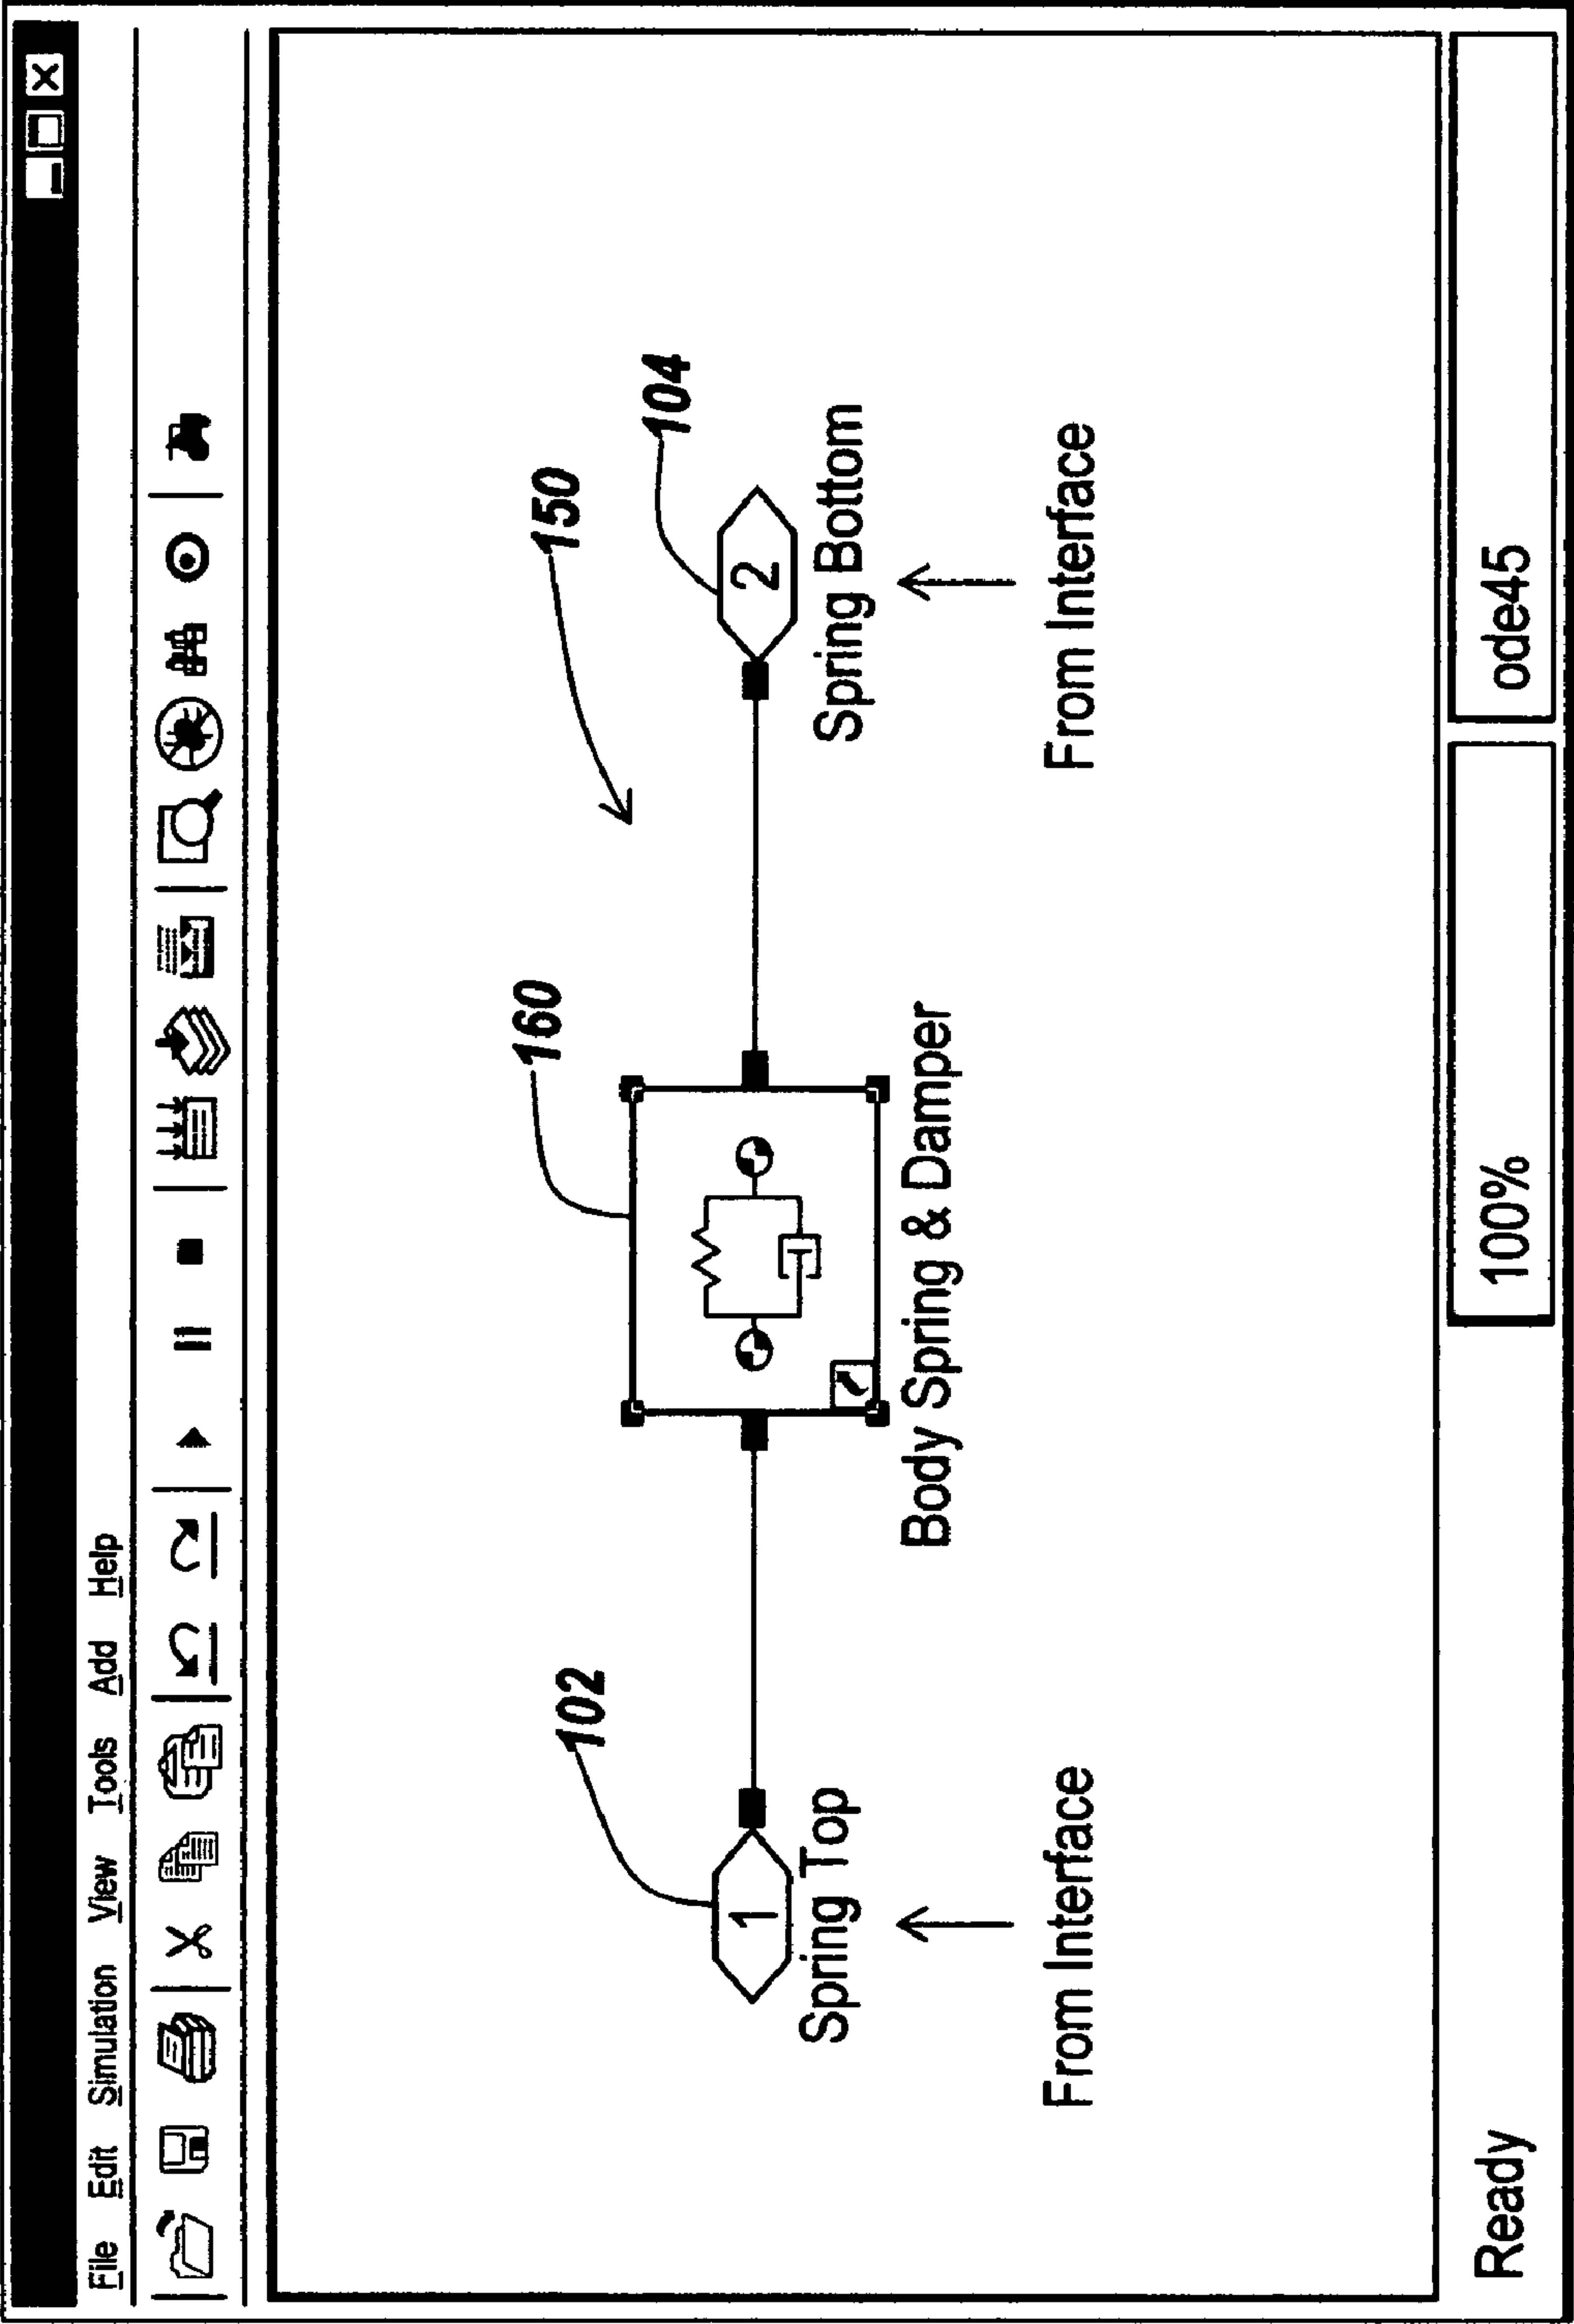 File Edit Simulation View Tools Add Help
160
150
102
104
1
2
Spring Top
Body Spring & Damper
Spring Bottom
From Interface
From Interface
Ready
100%
ode45